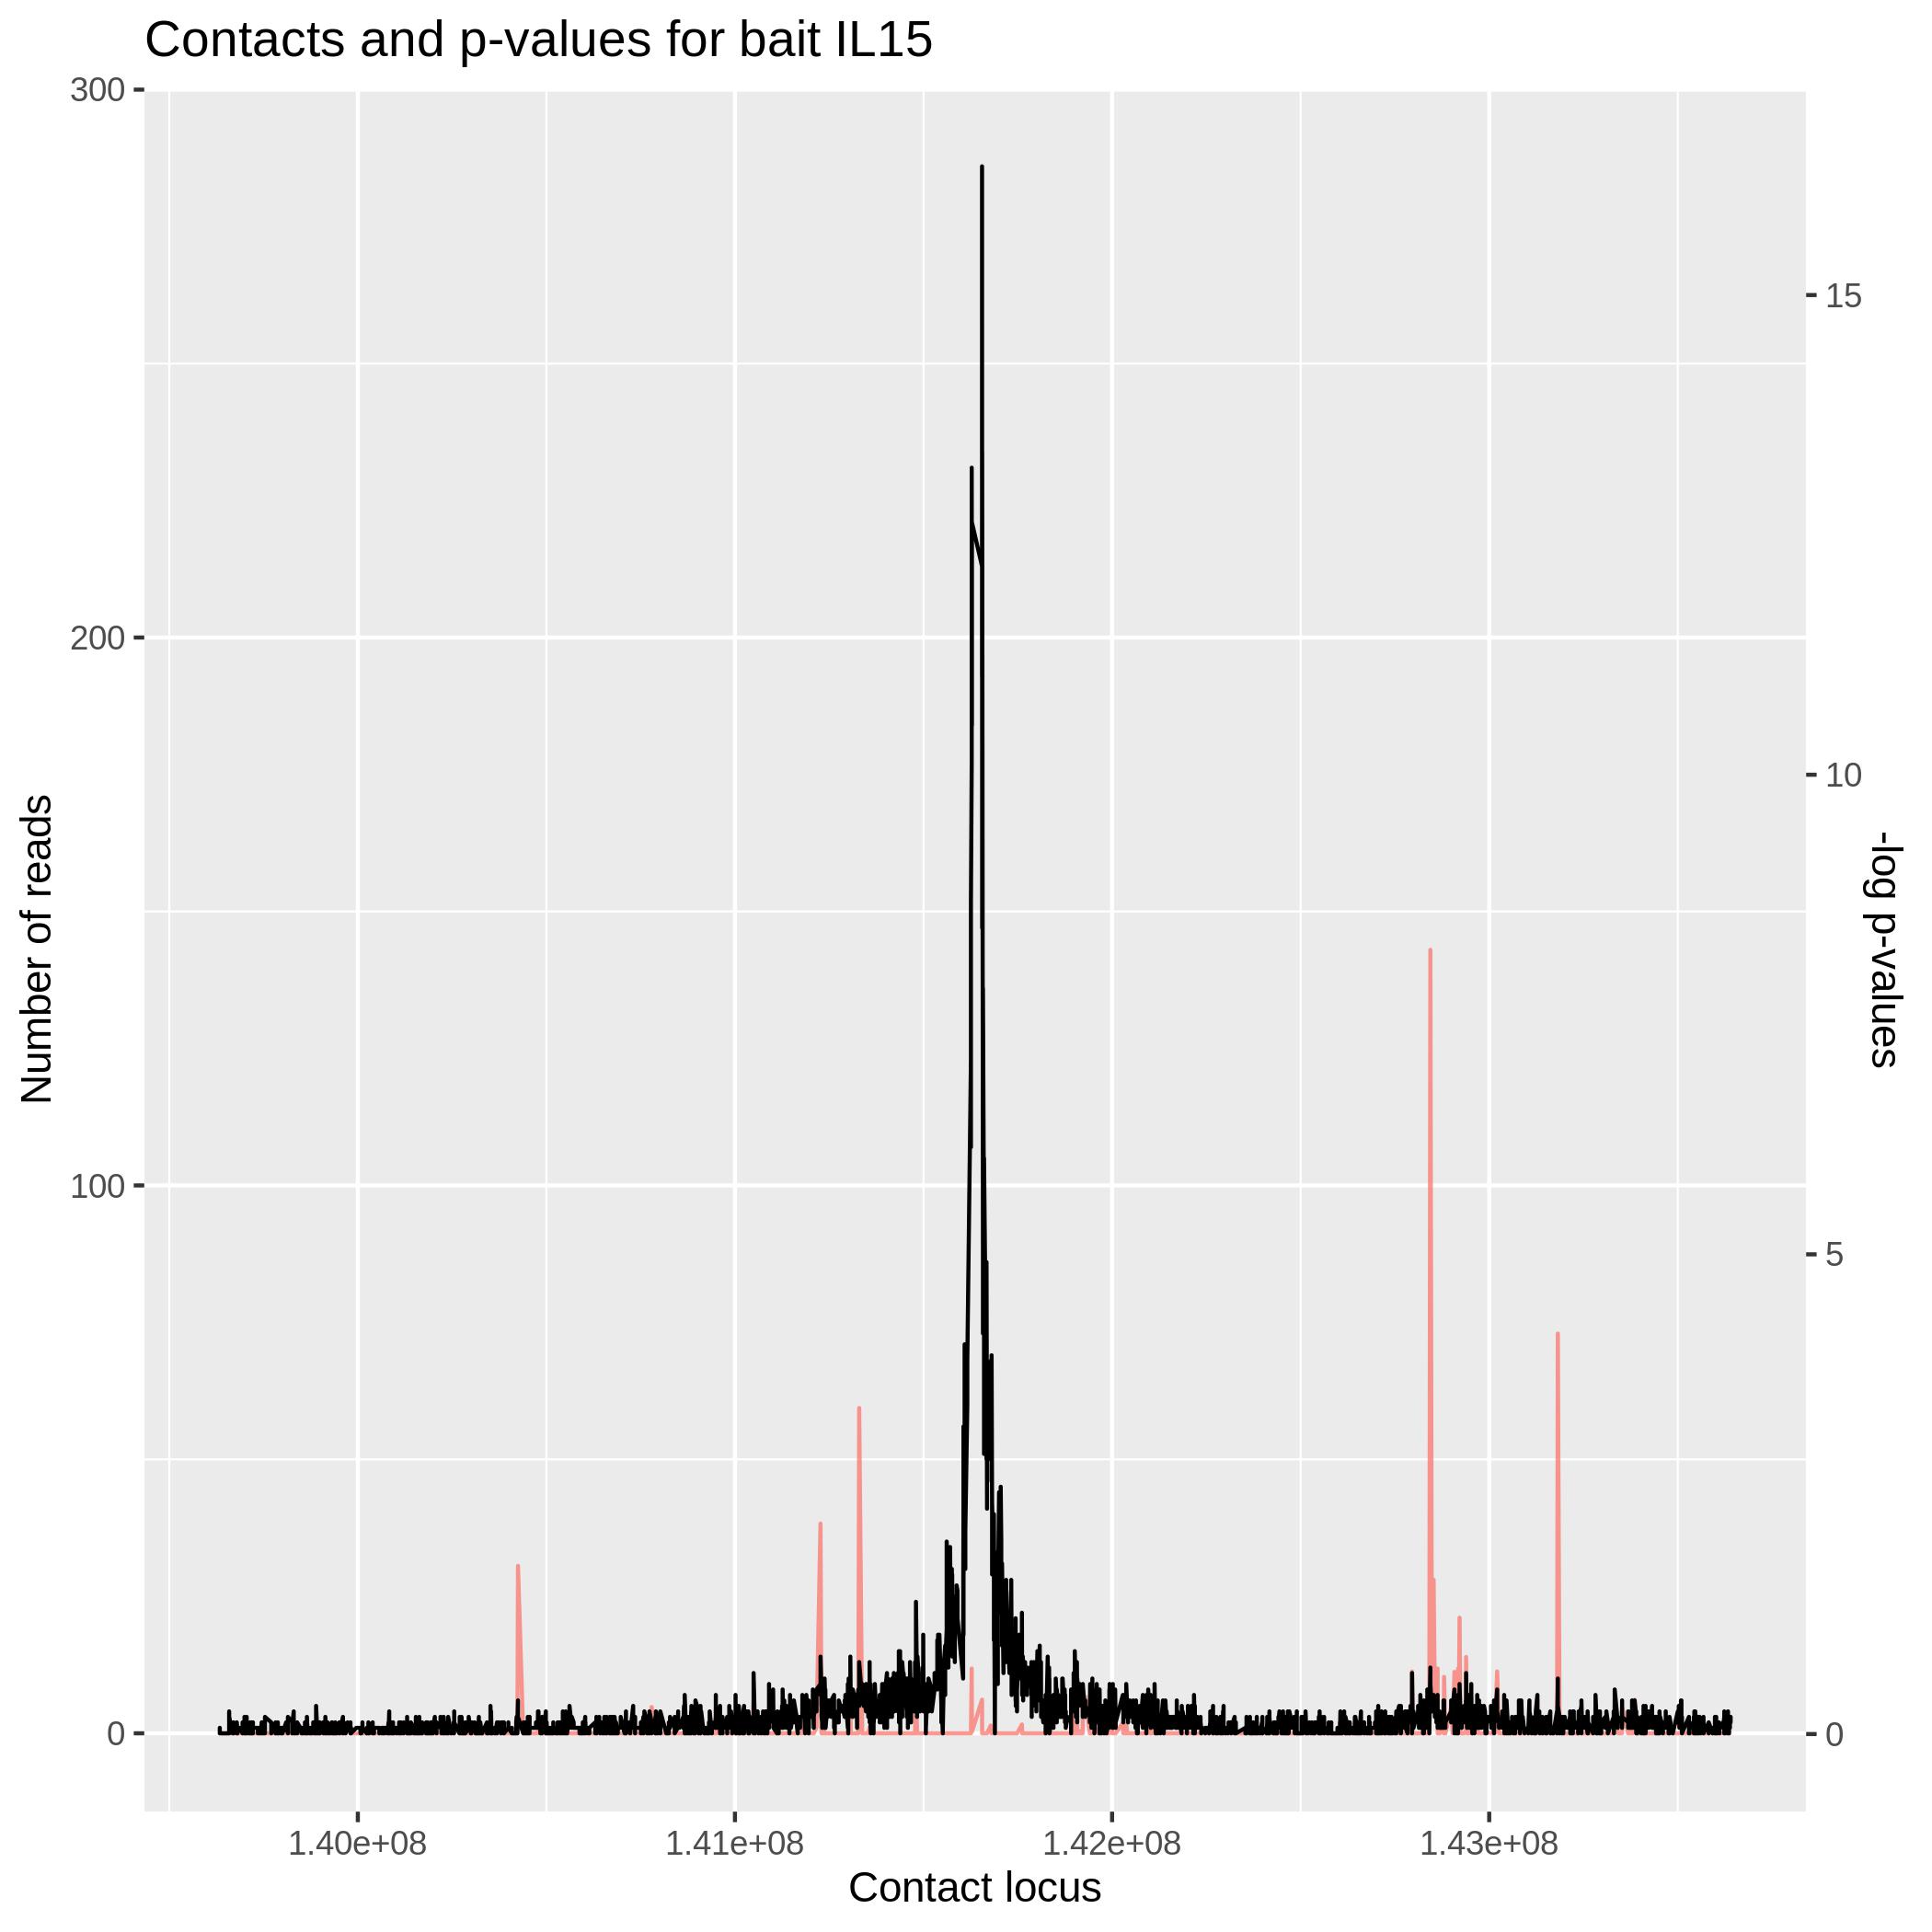 Contacts and p-values for bait IL15
300
200
100
0
Number of reads
15
10
5
0
-log p-values
1.40e+08
1.41e+08
1.42e+08
1.43e+08
Contact locus